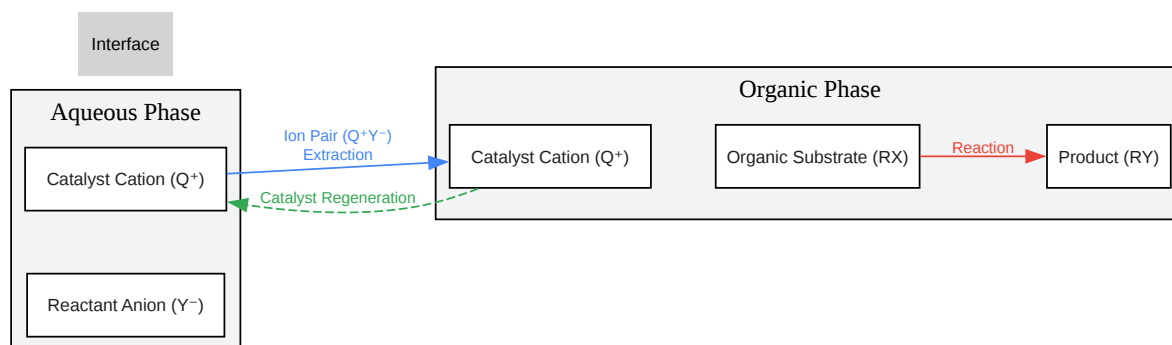 Interface
Aqueous Phase
Organic Phase
Ion Pair (Q⁺Y⁻)
Extraction
Catalyst Cation (Q⁺)
Catalyst Cation (Q⁺)
Organic Substrate (RX)
Reaction
Product (RY)
Catalyst Regeneration
Reactant Anion (Y⁻)